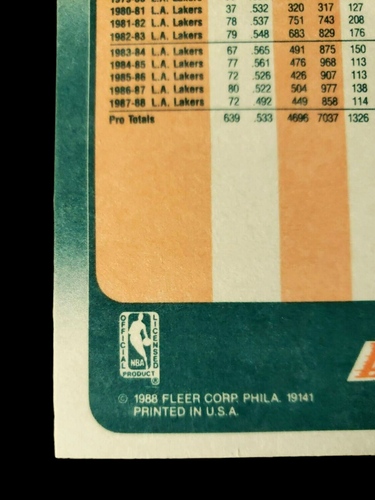 1980-81 L.A. Lakers 37 .532 320 317 127
1981-82 L.A. Lakers 78 .537 751 743 208
1982-83 L.A. Lakers 79 .548 683 829 176
1983-84 L.A. Lakers 67 .565 491 875 150
1984-85 L.A. Lakers 77 .561 476 968 113
1985-86 L.A. Lakers 72 .526 426 907 113
1986-87 L.A. Lakers 80 .522 504 977 138
1987-88 L.A. Lakers 72 .492 449 858 114
Pro Totals 639 .533 4696 7037 1326
OFFICIAL LICENSED
NBA
PRODUCT
®
© 1988 FLEER CORP. PHILA. 19141
PRINTED IN U.S.A.